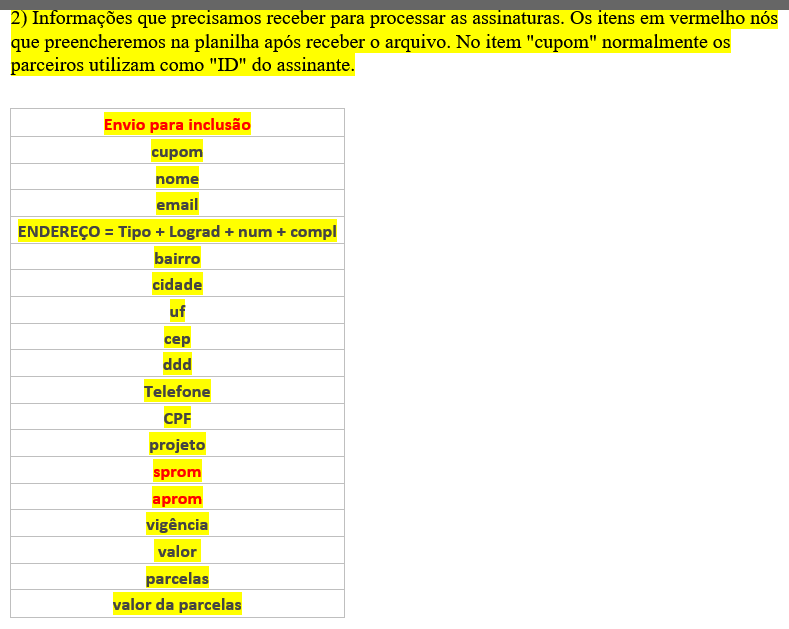 2) Informações que precisamos receber para processar as assinaturas. Os itens em vermelho nós
que preencheremos na planilha após receber o arquivo. No item "cupom" normalmente os
parceiros utilizam como "ID" do assinante.
Envio para inclusão
cupom
nome
email
ENDEREÇO = Tipo + Lograd + num + compl
bairro
cidade
uf
cep
ddd
Telefone
CPF
projeto
sprom
aprom
vigência
valor
parcelas
valor da parcelas